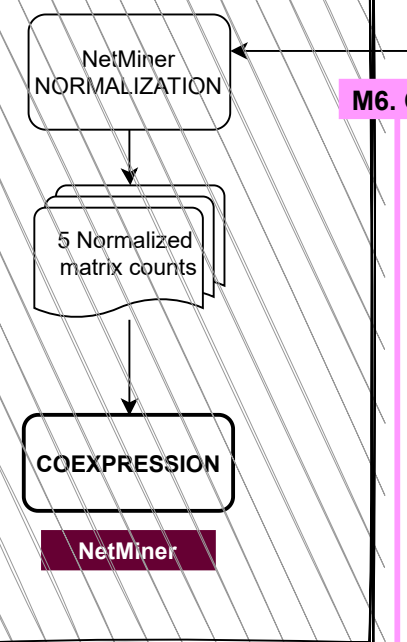 NetMiner
NORMALIZATION
M6.
5 Normalized
matrix counts
COEXPRESSION
NetMiner